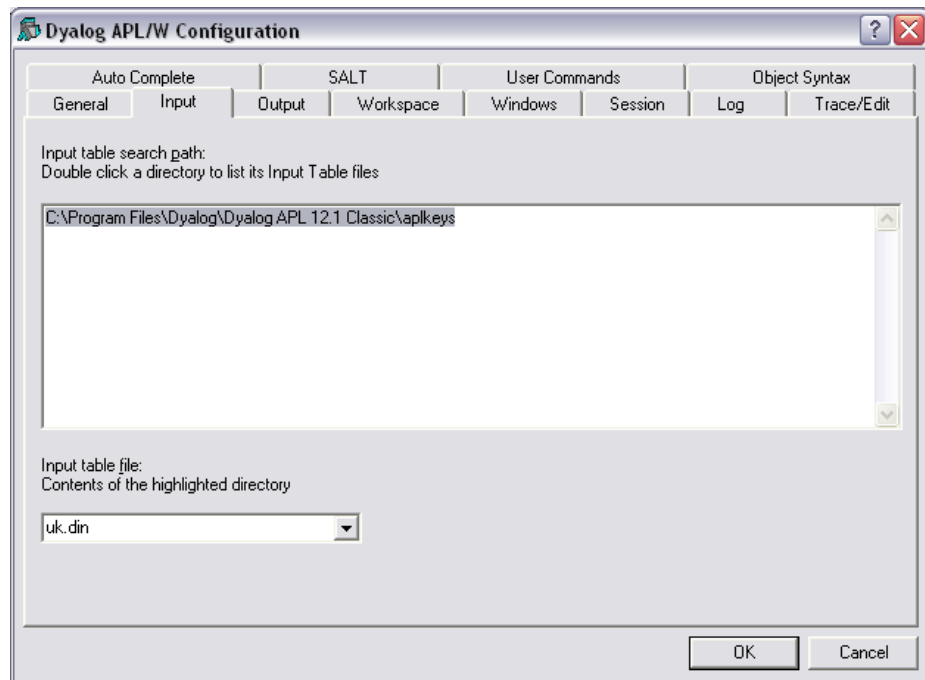 Dyalog APL/W Configuration
Auto Complete SALT User Commands Object Syntax
General Input Output Workspace Windows Session Log Trace/Edit
Input table search path:
Double click a directory to list its Input Table files
C:\Program Files\Dyalog\Dyalog APL 12.1 Classic\aplkeys
Input table file:
Contents of the highlighted directory
uk.din
OK Cancel